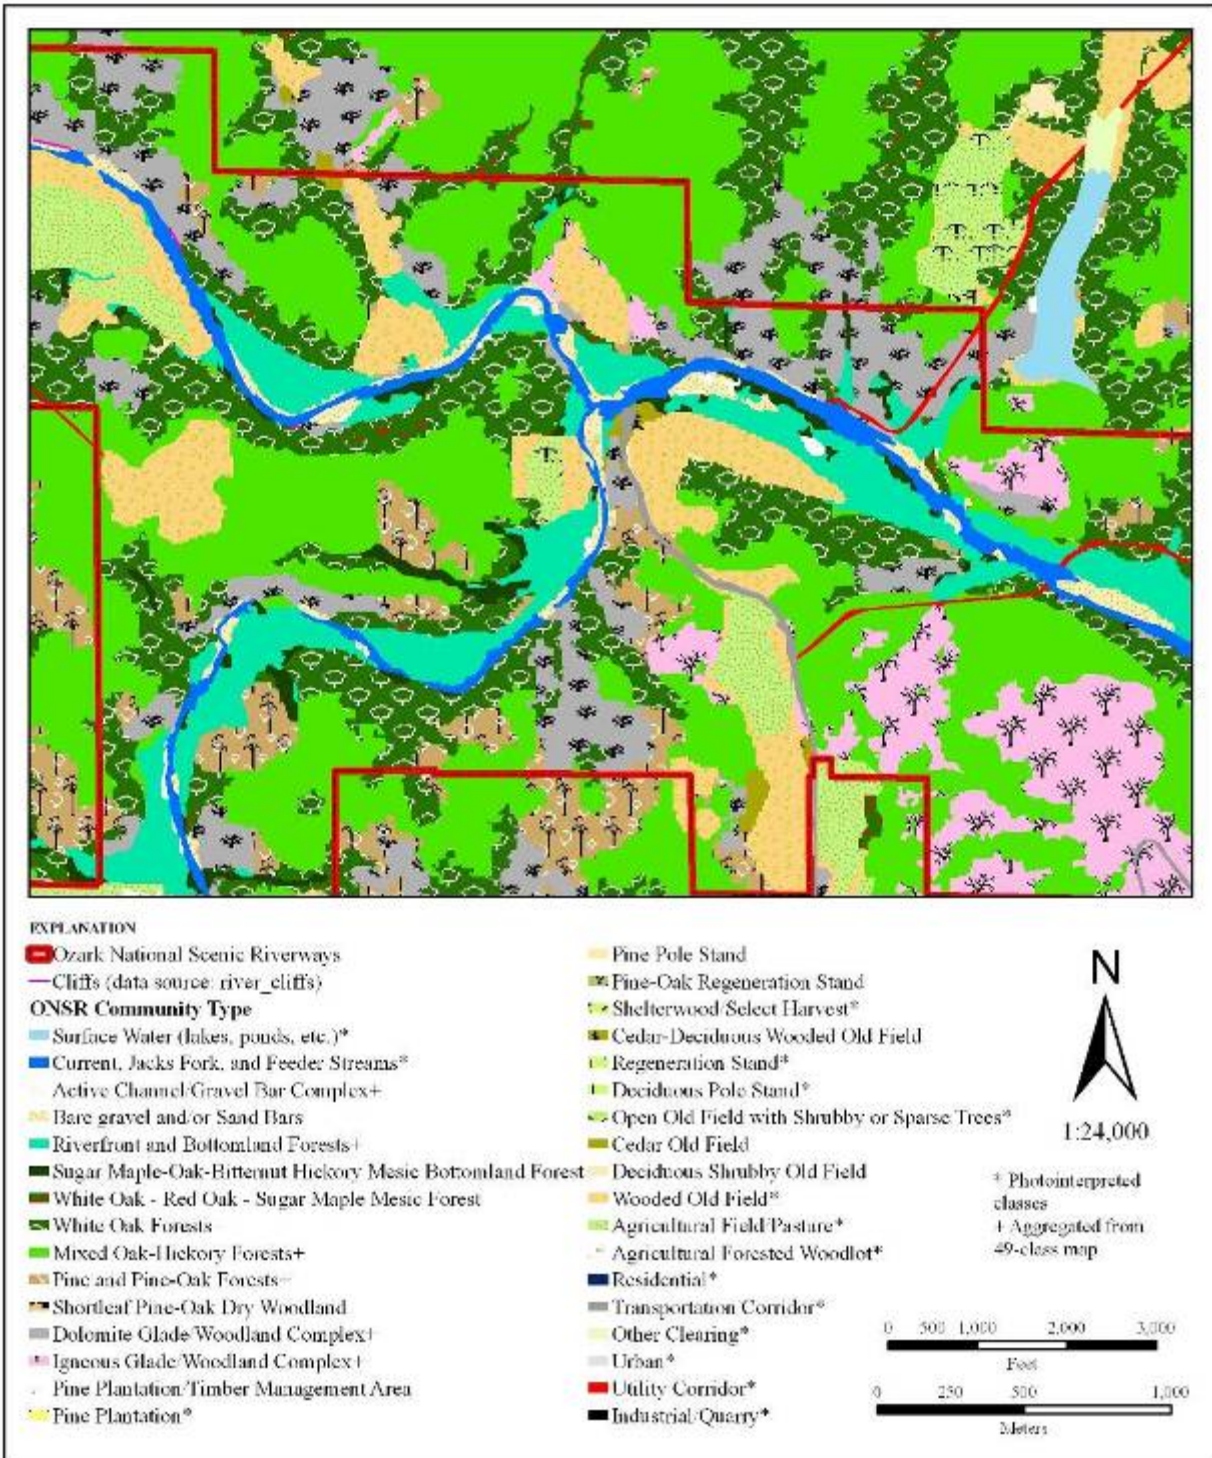 EXPLANATION
Ozark National Scenic Riverways
Cliffs (data source: river_cliffs)
ONSR Community Type
Surface Water (lakes, ponds, etc.)*
Current, Jacks Fork, and Feeder Streams*
Active Channel/Gravel Bar Complex+
Bare gravel and/or Sand Bars
Riverfront and Bottomland Forests+
Sugar Maple-Oak-Bitternut Hickory Mesic Bottomland Forest
White Oak - Red Oak - Sugar Maple Mesic Forest
White Oak Forests
Mixed Oak-Hickory Forests+
Pine and Pine-Oak Forests+
Shortleaf Pine-Oak Dry Woodland
Dolomite Glade/Woodland Complex+
Igneous Glade/Woodland Complex+
Pine Plantation/Timber Management Area
Pine Plantation*
Pine Pole Stand
Pine-Oak Regeneration Stand
Shelterwood/Select Harvest*
Cedar-Deciduous Wooded Old Field
Regeneration Stand*
Deciduous Pole Stand*
Open Old Field with Shrubby or Sparse Trees*
Cedar Old Field
Deciduous Shrubby Old Field
Wooded Old Field*
Agricultural Field/Pasture*
Agricultural Forested Woodlot*
Residential*
Transportation Corridor*
Other Clearing*
Urban*
Utility Corridor*
Industrial/Quarry*
N
1:24,000
* Photointerpreted
classes
+ Aggregated from
49-class map
0 500 1,000 2,000 3,000
Feet
0 250 500 1,000
Meters